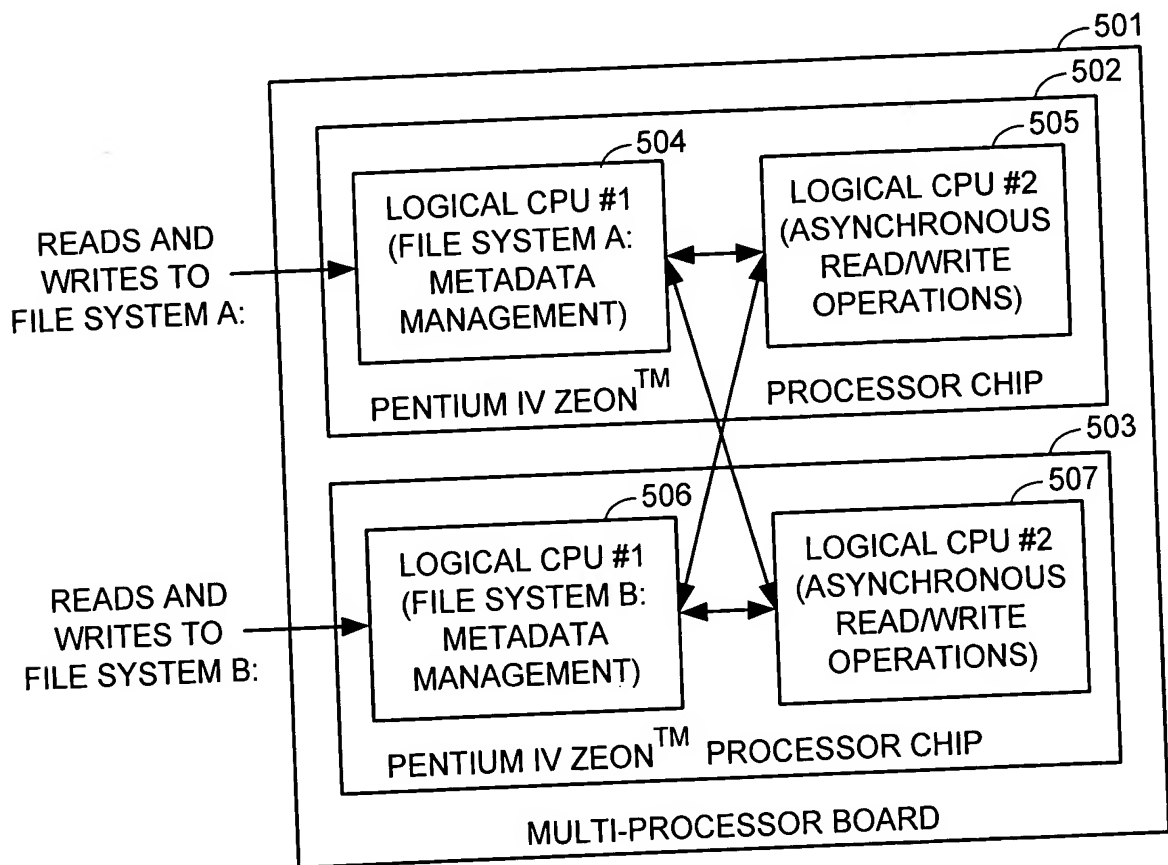 501
502
504
505
LOGICAL CPU #1
(FILE SYSTEM A:
METADATA
MANAGEMENT)
LOGICAL CPU #2
(ASYNCHRONOUS
READ/WRITE
OPERATIONS)
READS AND
WRITES TO
FILE SYSTEM A:
PENTIUM IV ZEON™ PROCESSOR CHIP
503
506
507
LOGICAL CPU #1
(FILE SYSTEM B:
METADATA
MANAGEMENT)
LOGICAL CPU #2
(ASYNCHRONOUS
READ/WRITE
OPERATIONS)
READS AND
WRITES TO
FILE SYSTEM B:
PENTIUM IV ZEON™ PROCESSOR CHIP
MULTI-PROCESSOR BOARD